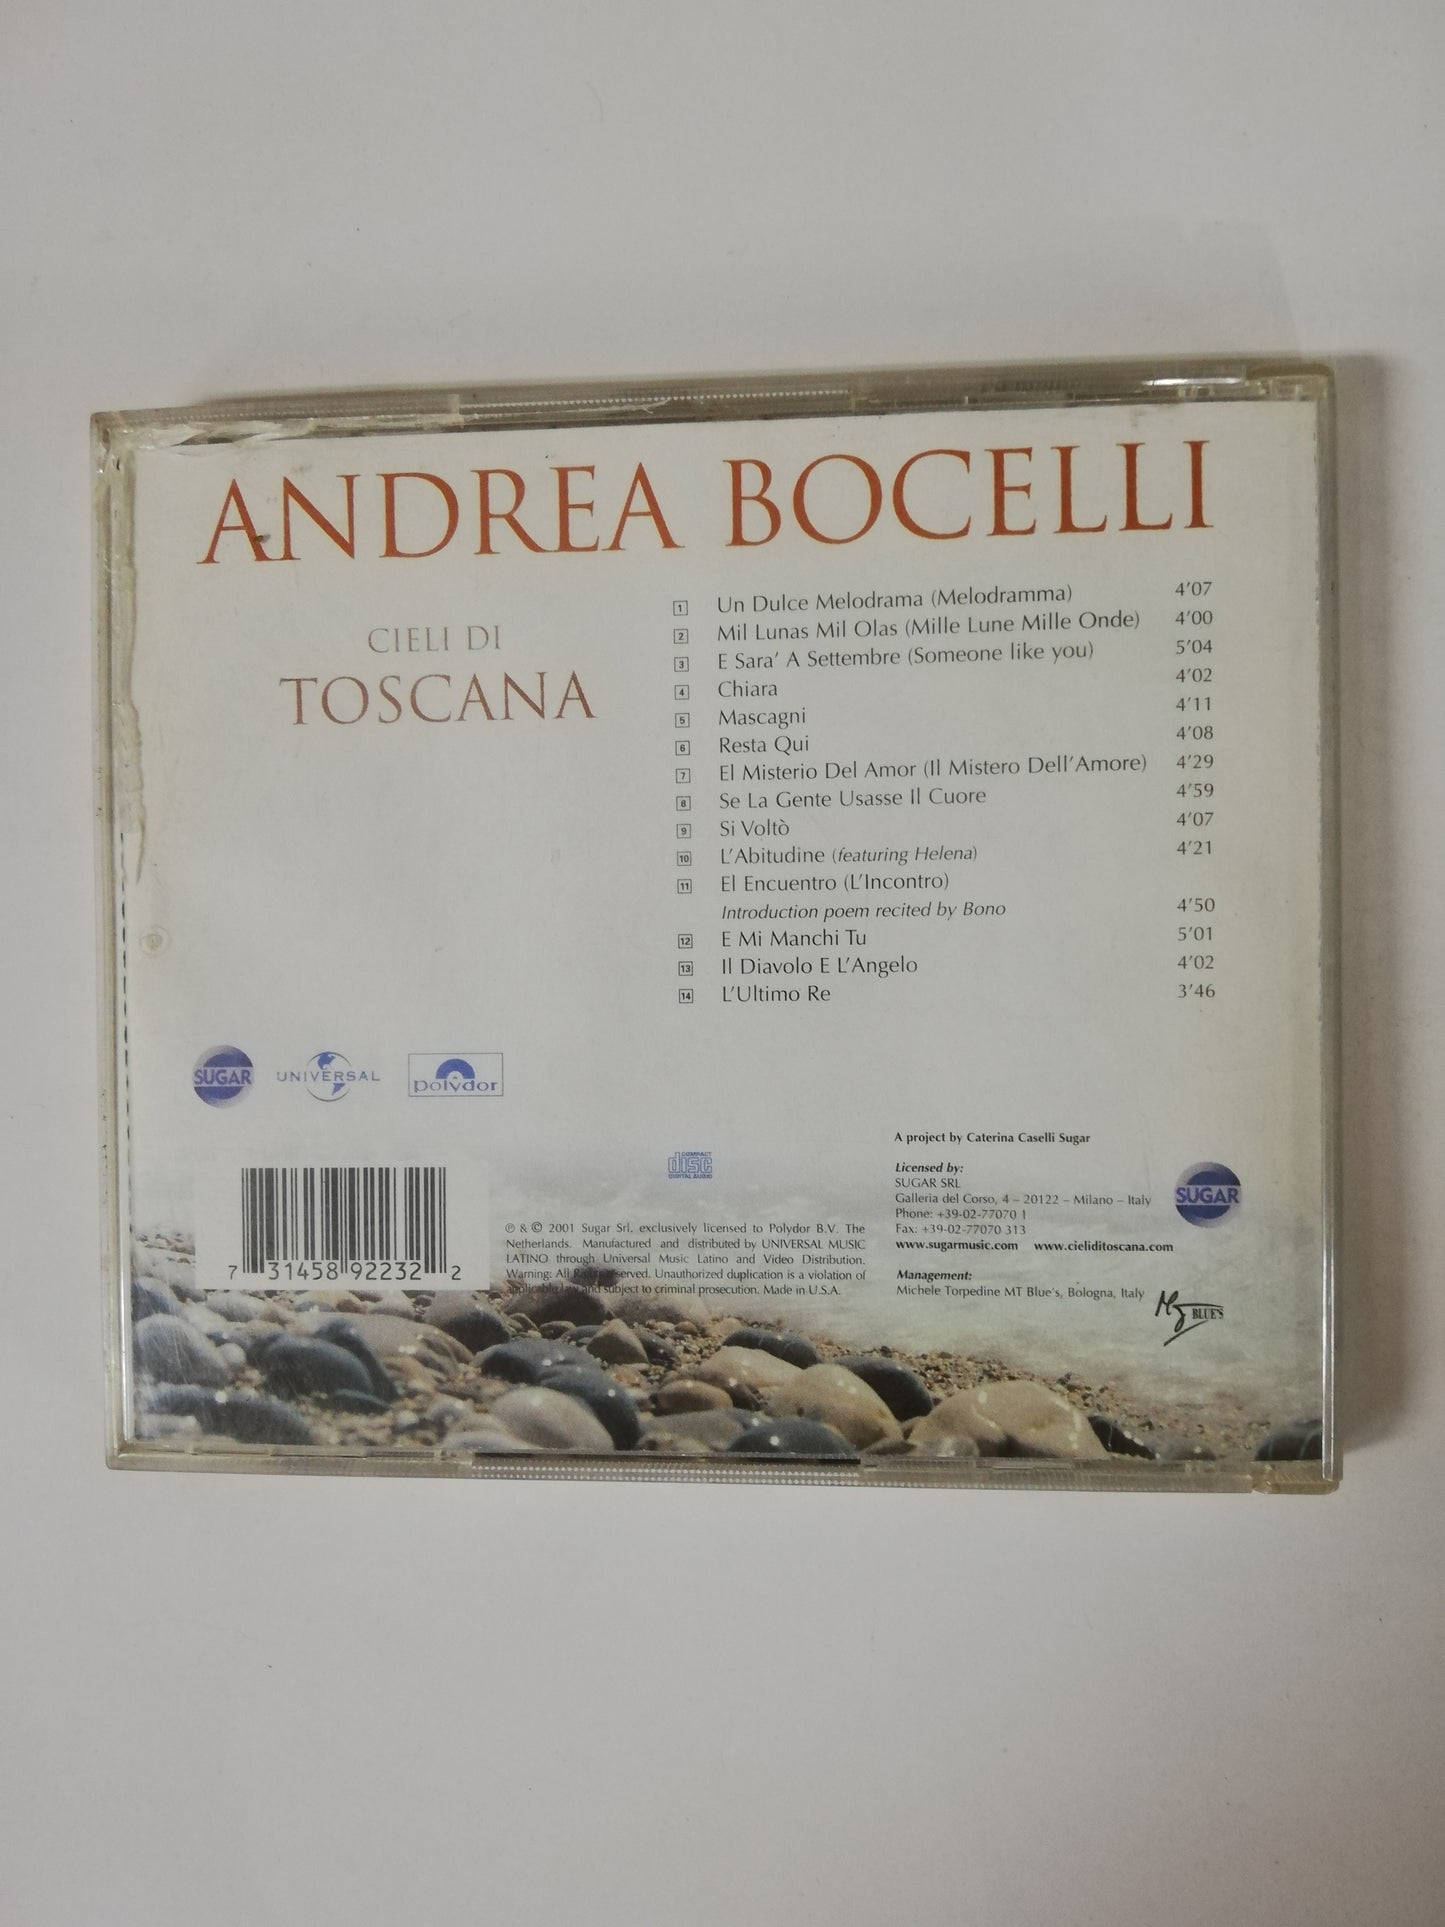 ANDREA BOCELLI
CIELI DI
TOSCANA
1 Un Dulce Melodrama (Melodramma) 4'07
2 Mil Lunas Mil Olas (Mille Lune Mille Onde) 4'00
3 E Sara' A Settembre (Someone like you) 5'04
4 Chiara 4'02
5 Mascagni 4'11
6 Resta Qui 4'08
7 El Misterio Del Amor (Il Mistero Dell'Amore) 4'29
8 Se La Gente Usasse Il Cuore 4'59
9 Si Voltò 4'07
10 L'Abitudine (featuring Helena) 4'21
11 El Encuentro (L'Incontro)
Introduction poem recited by Bono 4'50
12 E Mi Manchi Tu 5'01
13 Il Diavolo E L'Angelo 4'02
14 L'Ultimo Re 3'46
SUGAR UNIVERSAL polydor
7 31458 92232 2
COMPACT
disc
DIGITAL AUDIO
℗ & © 2001 Sugar Srl. exclusively licensed to Polydor B.V. The
Netherlands. Manufactured and distributed by UNIVERSAL MUSIC
LATINO through Universal Music Latino and Video Distribution.
Warning: All Rights Reserved. Unauthorized duplication is a violation of
applicable law and subject to criminal prosecution. Made in U.S.A.
A project by Caterina Caselli Sugar
Licensed by:
SUGAR SRL
Galleria del Corso, 4 – 20122 – Milano – Italy
Phone: +39-02-77070 1
Fax: +39-02-77070 313
www.sugarmusic.com www.cieliditoscana.com
SUGAR
Management:
Michele Torpedine MT Blue's, Bologna, Italy
BLUE'S